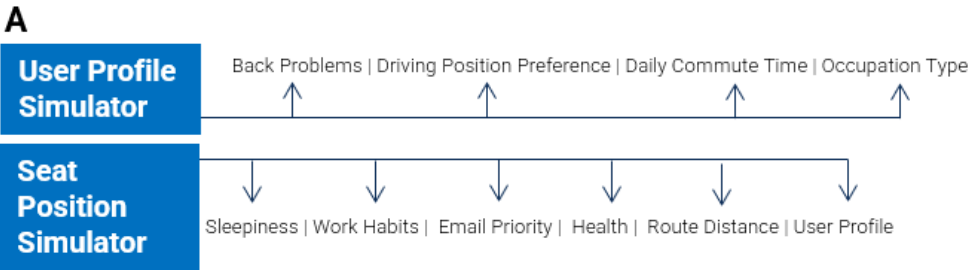 A
User Profile
Simulator
Back Problems | Driving Position Preference | Daily Commute Time | Occupation Type
Seat
Position
Simulator
Sleepiness | Work Habits | Email Priority | Health | Route Distance | User Profile